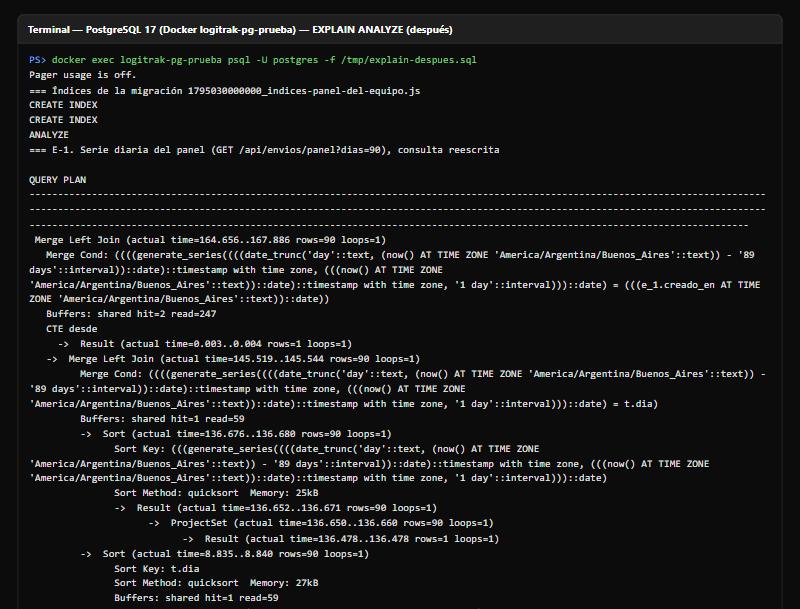 Terminal — PostgreSQL 17 (Docker logitrak-pg-prueba) — EXPLAIN ANALYZE (después)
PS> docker exec logitrak-pg-prueba psql -U postgres -f /tmp/explain-despues.sql
Pager usage is off.
=== Índices de la migración 1795030000000_indices-panel-del-equipo.js
CREATE INDEX
CREATE INDEX
ANALYZE
=== E-1. Serie diaria del panel (GET /api/envios/panel?dias=90), consulta reescrita
QUERY PLAN
-----------------------------------------------------------------------------------------------------------------------------
-----------------------------------------------------------------------------------------------------------------------------
--------------------------------------------------------------------------------------------------------------------------
Merge Left Join (actual time=164.656..167.886 rows=90 loops=1)
Merge Cond: ((((generate_series((((date_trunc('day'::text, (now() AT TIME ZONE 'America/Argentina/Buenos_Aires'::text)) - '89
days'::interval))::date)::timestamp with time zone, (((now() AT TIME ZONE
'America/Argentina/Buenos_Aires'::text))::date)::timestamp with time zone, '1 day'::interval)))::date) = (((e_1.creado_en AT TIME
ZONE 'America/Argentina/Buenos_Aires'::text))::date))
Buffers: shared hit=2 read=247
CTE desde
-> Result (actual time=0.003..0.004 rows=1 loops=1)
-> Merge Left Join (actual time=145.519..145.544 rows=90 loops=1)
Merge Cond: ((((generate_series((((date_trunc('day'::text, (now() AT TIME ZONE 'America/Argentina/Buenos_Aires'::text)) -
'89 days'::interval))::date)::timestamp with time zone, (((now() AT TIME ZONE
'America/Argentina/Buenos_Aires'::text))::date)::timestamp with time zone, '1 day'::interval)))::date) = t.dia)
Buffers: shared hit=1 read=59
-> Sort (actual time=136.676..136.680 rows=90 loops=1)
Sort Key: (((generate_series((((date_trunc('day'::text, (now() AT TIME ZONE
'America/Argentina/Buenos_Aires'::text)) - '89 days'::interval))::date)::timestamp with time zone, (((now() AT TIME ZONE
'America/Argentina/Buenos_Aires'::text))::date)::timestamp with time zone, '1 day'::interval)))::date)
Sort Method: quicksort  Memory: 25kB
-> Result (actual time=136.652..136.671 rows=90 loops=1)
-> ProjectSet (actual time=136.650..136.660 rows=90 loops=1)
-> Result (actual time=136.478..136.478 rows=1 loops=1)
-> Sort (actual time=8.835..8.840 rows=90 loops=1)
Sort Key: t.dia
Sort Method: quicksort  Memory: 27kB
Buffers: shared hit=1 read=59